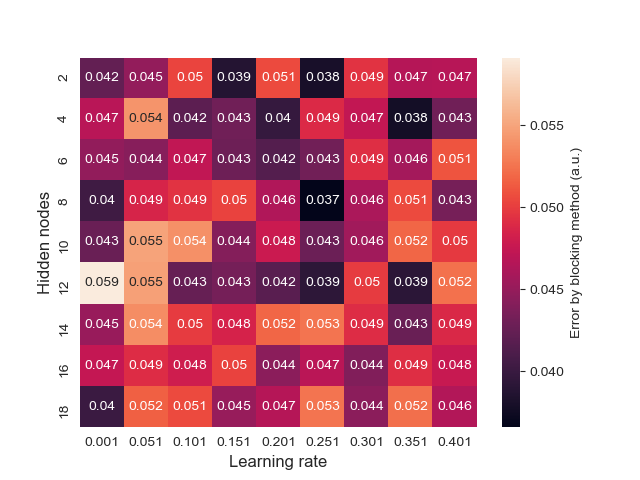 2 0.042 0.045 0.05 0.039 0.051 0.038 0.049 0.047 0.047
4 0.047 0.054 0.042 0.043 0.04 0.049 0.047 0.038 0.043
6 0.045 0.044 0.047 0.043 0.042 0.043 0.049 0.046 0.051
8 0.04 0.049 0.049 0.05 0.046 0.037 0.046 0.051 0.043
10 0.043 0.055 0.054 0.044 0.048 0.043 0.046 0.052 0.05
12 0.059 0.055 0.043 0.043 0.042 0.039 0.05 0.039 0.052
14 0.045 0.054 0.05 0.048 0.052 0.053 0.049 0.043 0.049
16 0.047 0.049 0.048 0.05 0.044 0.047 0.044 0.049 0.048
18 0.04 0.052 0.051 0.045 0.047 0.053 0.044 0.052 0.046
0.001 0.051 0.101 0.151 0.201 0.251 0.301 0.351 0.401
Learning rate
Hidden nodes
0.055
0.050
0.045
0.040
Error by blocking method (a.u.)